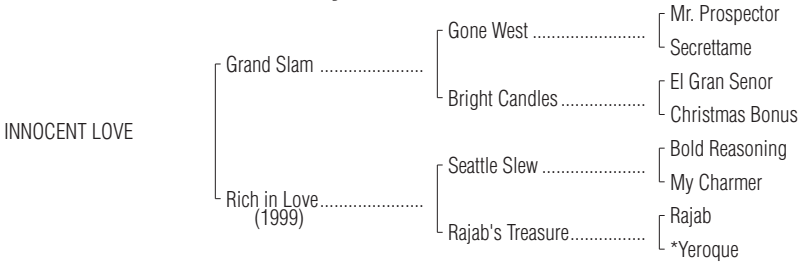 Mr. Prospector
Gone West ........................
Secrettame
Grand Slam ......................
El Gran Senor
Bright Candles ..................
Christmas Bonus
INNOCENT LOVE
Bold Reasoning
Seattle Slew ......................
My Charmer
Rich in Love......................
(1999)
Rajab
Rajab's Treasure................
*Yeroque